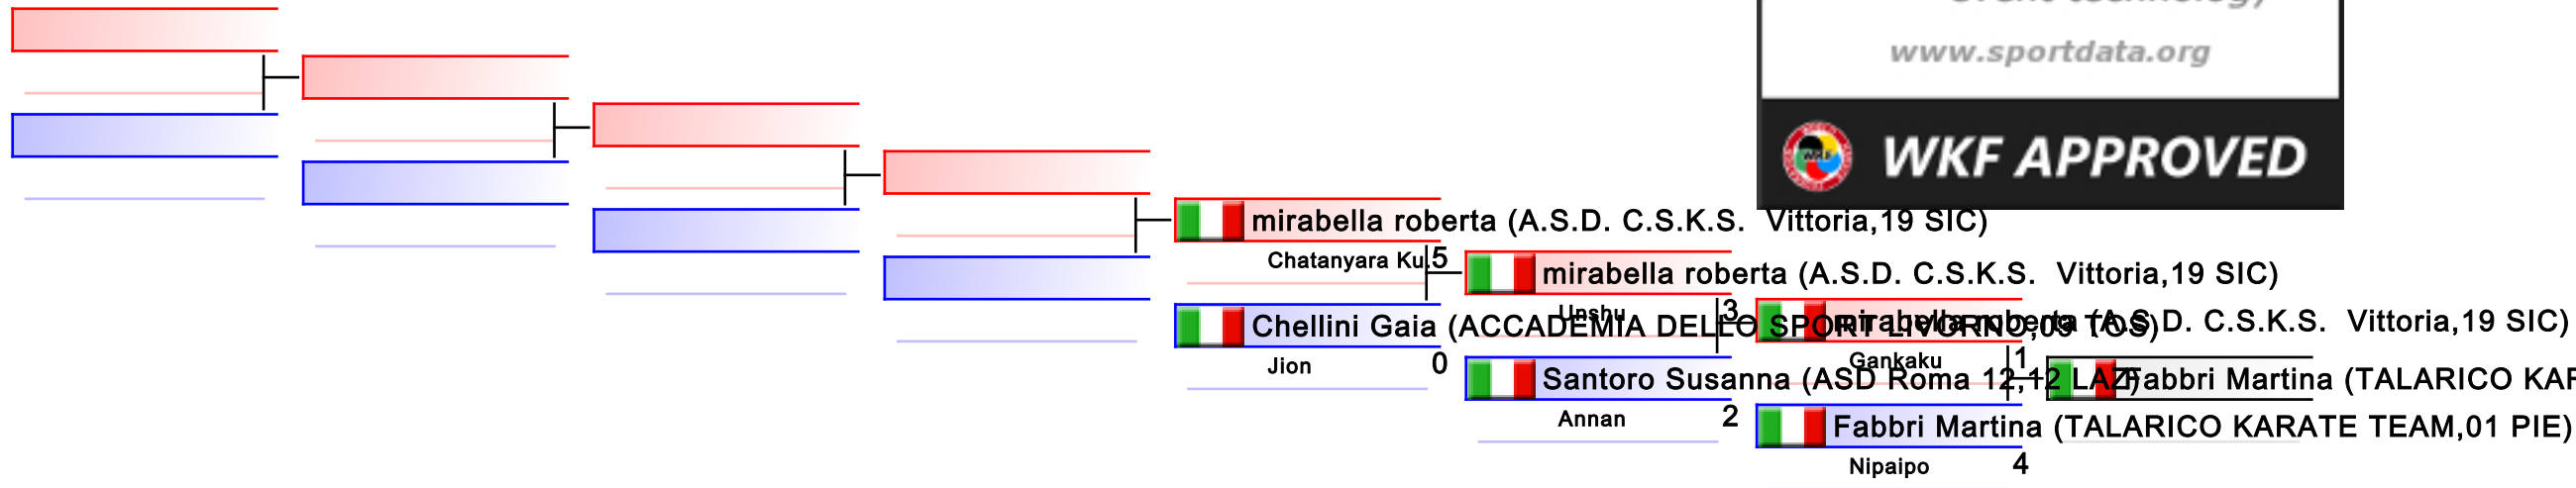 www.sportdata.org
WKF APPROVED
mirabella roberta (A.S.D. C.S.K.S. Vittoria,19 SIC)
Chatanyara Ku.
5
mirabella roberta (A.S.D. C.S.K.S. Vittoria,19 SIC)
Unshu
3
Chellini Gaia (ACCADEMIA DELLO SPORT LIVORNO,09 TOS)
mirabella roberta (A.S.D. C.S.K.S. Vittoria,19 SIC)
Jion
0
Gankaku
1
Santoro Susanna (ASD Roma 12,12 LAZ)
Fabbri Martina (TALARICO KAR
Annan
2
Fabbri Martina (TALARICO KARATE TEAM,01 PIE)
Nipaipo
4